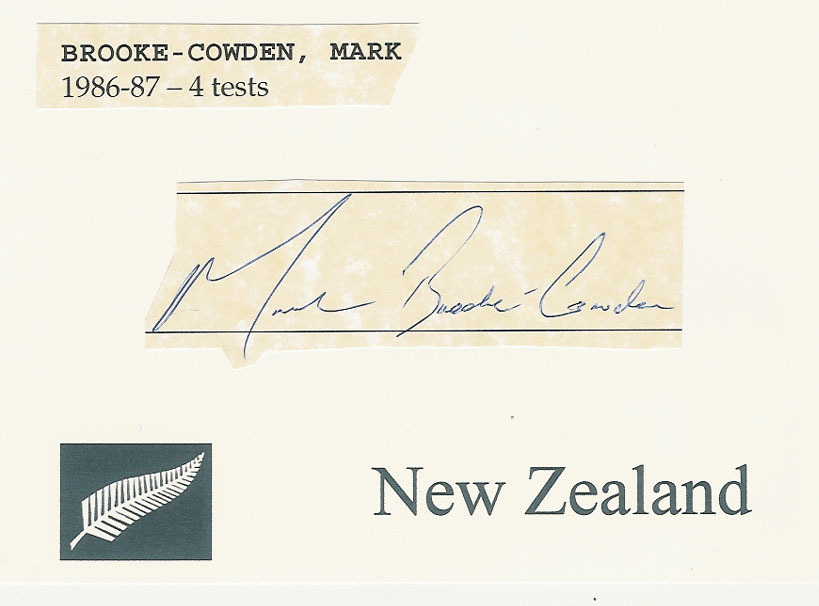 BROOKE-COWDEN, MARK
1986-87 – 4 tests
Mark Brooke-Cowden
New Zealand